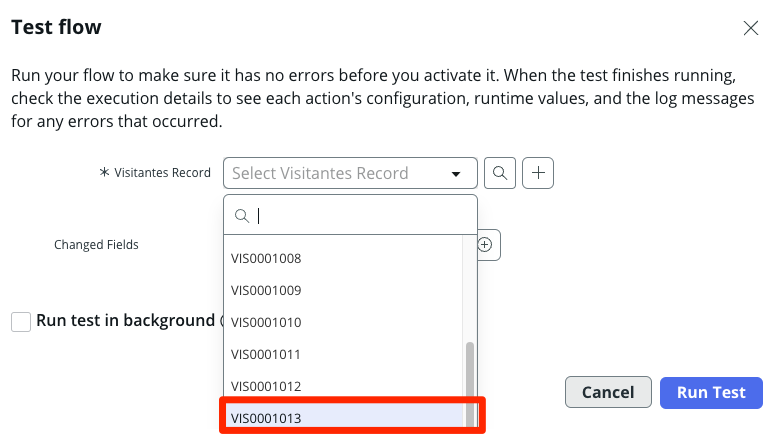 Test flow
Run your flow to make sure it has no errors before you activate it. When the test finishes running,
check the execution details to see each action's configuration, runtime values, and the log messages
for any errors that occurred.
* Visitantes Record
Select Visitantes Record
Changed Fields
VIS0001008
VIS0001009
VIS0001010
VIS0001011
VIS0001012
VIS0001013
Run test in background
Cancel
Run Test